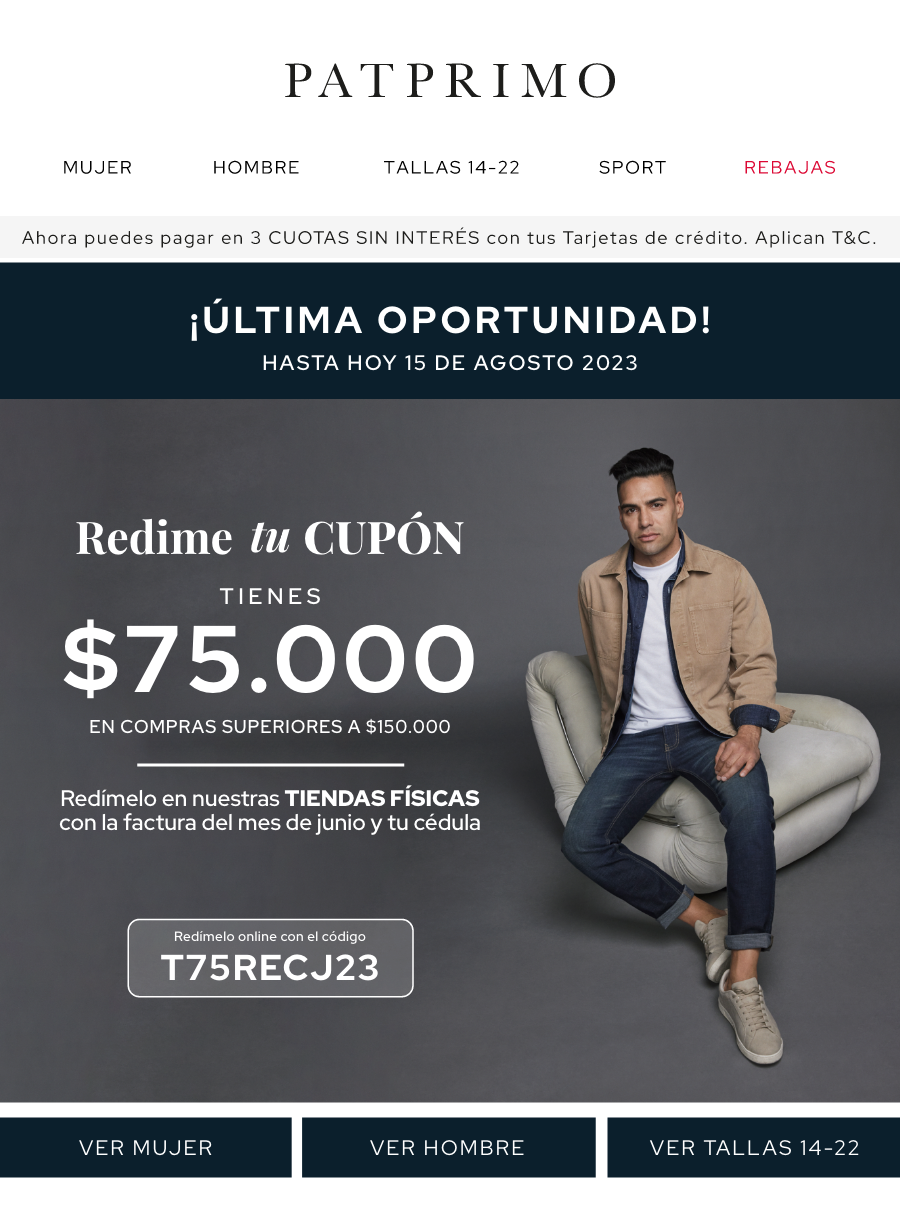 PATPRIMO
MUJER HOMBRE TALLAS 14-22 SPORT REBAJAS
Ahora puedes pagar en 3 CUOTAS SIN INTERÉS con tus Tarjetas de crédito. Aplican T&C.
¡ÚLTIMA OPORTUNIDAD!
HASTA HOY 15 DE AGOSTO 2023
Redime tu CUPÓN
TIENES
$75.000
EN COMPRAS SUPERIORES A $150.000
Redímelo en nuestras TIENDAS FÍSICAS
con la factura del mes de junio y tu cédula
Redímelo online con el código
T75RECJ23
VER MUJER VER HOMBRE VER TALLAS 14-22